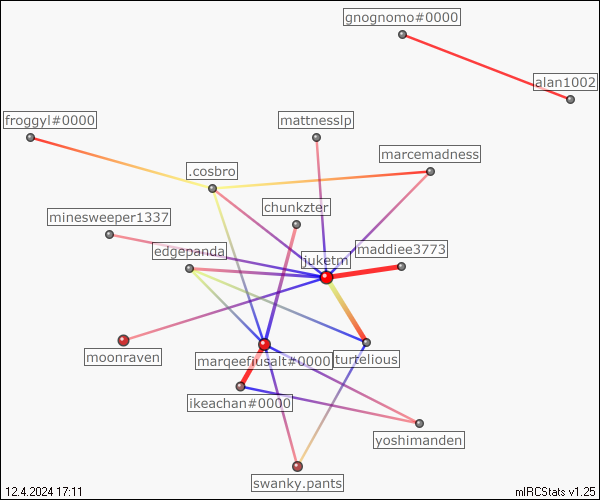 gnognomo#0000
alan1002
froggyl#0000
mattnesslp
marcemadness
.cosbro
chunkzter
minesweeper1337
edgepanda
juketn
maddiee3773
moonraven
marqeefiusalt#0000
turtelious
ikeachan#0000
yoshimanden
swanky.pants
12.4.2024 17:11
mIRCStats v1.25